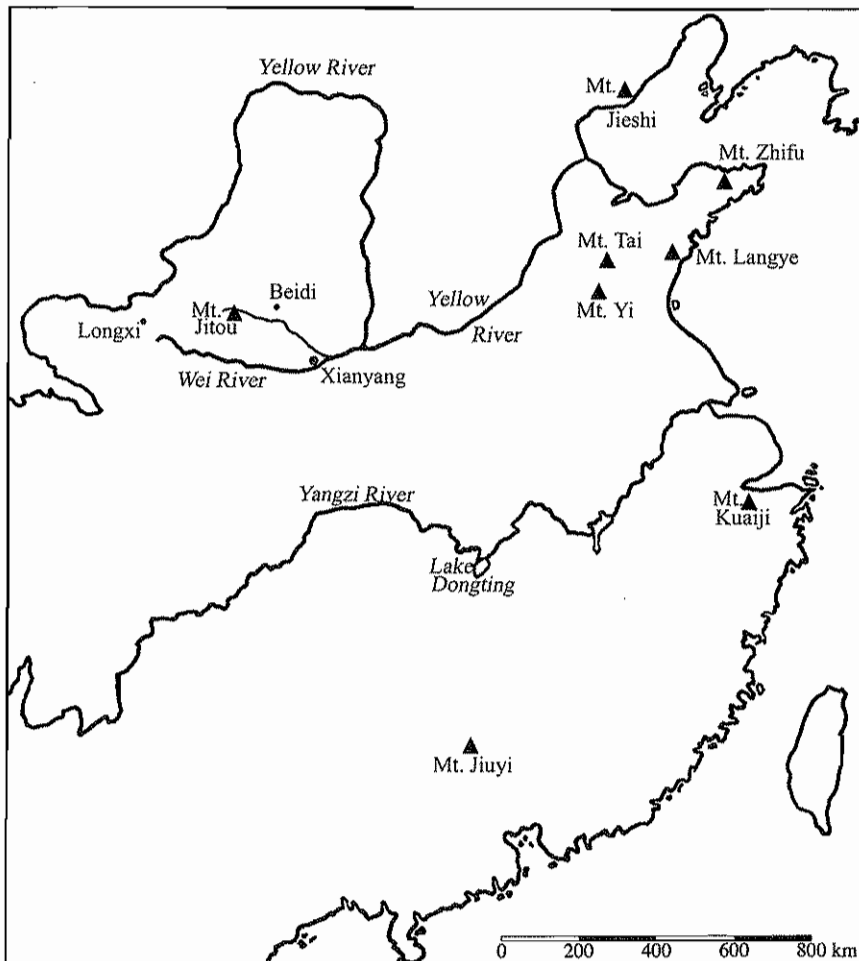 Yellow River
Mt.
Jieshi
Mt. Zhifu
Mt. Tai
Mt. Langye
Beidi
Mt.
Jitou
Mt. Yi
Longxi
Yellow
River
Wei River
Xianyang
Yangzi River
Mt.
Kuaiji
Lake
Dongting
Mt. Jiuyi
0 200 400 600 800 km